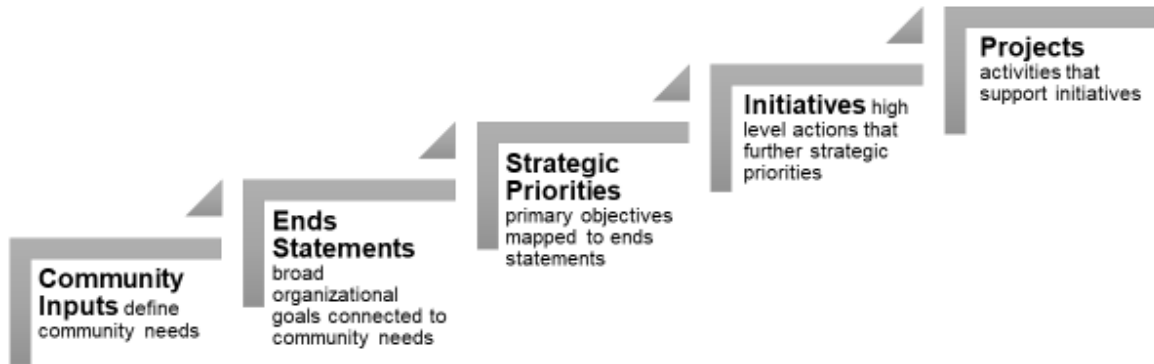 Community
Inputs define
community needs
Ends
Statements
broad
organizational
goals connected to
community needs
Strategic
Priorities
primary objectives
mapped to ends
statements
Initiatives high
level actions that
further strategic
priorities
Projects
activities that
support initiatives